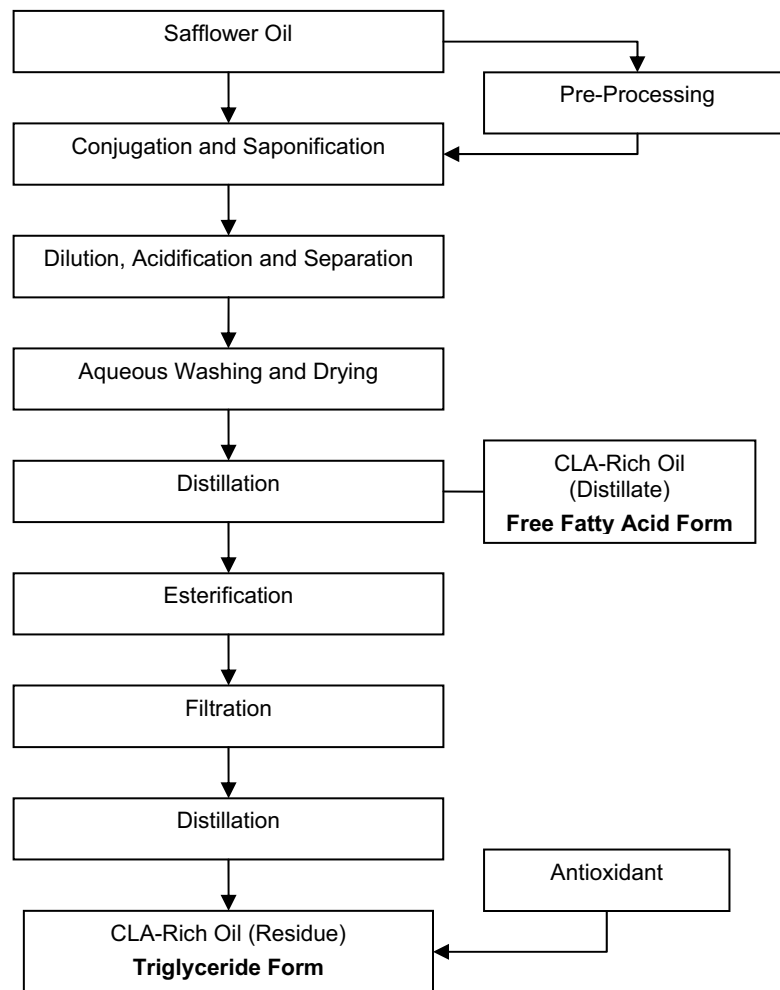 Safflower Oil
Pre-Processing
Conjugation and Saponification
Dilution, Acidification and Separation
Aqueous Washing and Drying
Distillation
CLA-Rich Oil
(Distillate)
Free Fatty Acid Form
Esterification
Filtration
Distillation
Antioxidant
CLA-Rich Oil (Residue)
Triglyceride Form